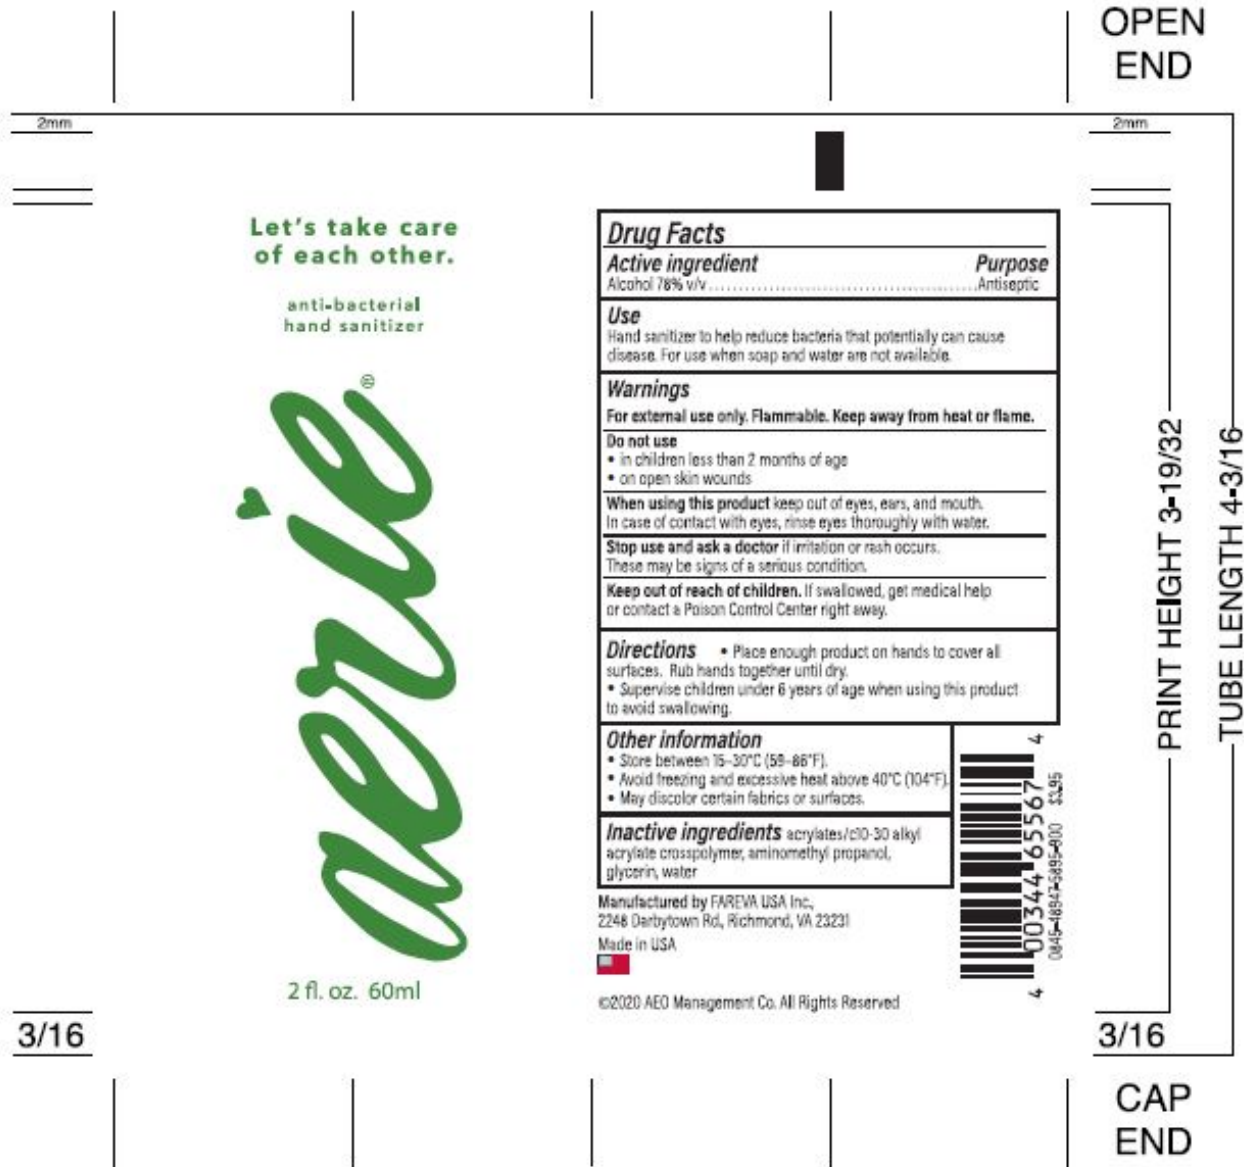 OPEN
END
2mm
2mm
Let's take care
of each other.
anti-bacterial
hand sanitizer
aerie®
2 fl. oz. 60ml
Drug Facts
Active ingredient Purpose
Alcohol 78% v/v............................................Antiseptic
Use
Hand sanitizer to help reduce bacteria that potentially can cause
disease. For use when soap and water are not available.
Warnings
For external use only. Flammable. Keep away from heat or flame.
Do not use
• in children less than 2 months of age
• on open skin wounds
When using this product keep out of eyes, ears, and mouth.
In case of contact with eyes, rinse eyes thoroughly with water.
Stop use and ask a doctor if irritation or rash occurs.
These may be signs of a serious condition.
Keep out of reach of children. If swallowed, get medical help
or contact a Poison Control Center right away.
Directions • Place enough product on hands to cover all
surfaces. Rub hands together until dry.
• Supervise children under 6 years of age when using this product
to avoid swallowing.
Other information
• Store between 15-30°C (59-86°F).
• Avoid freezing and excessive heat above 40°C (104°F).
• May discolor certain fabrics or surfaces.
Inactive ingredients acrylates/c10-30 alkyl
acrylate crosspolymer, aminomethyl propanol,
glycerin, water
Manufactured by FAREVA USA Inc.,
2248 Darbytown Rd., Richmond, VA 23231
Made in USA
©2020 AEO Management Co. All Rights Reserved
4 00344 65567 4
0845-48947-5895-900 $3.95
PRINT HEIGHT 3-19/32
TUBE LENGTH 4-3/16
3/16
3/16
CAP
END